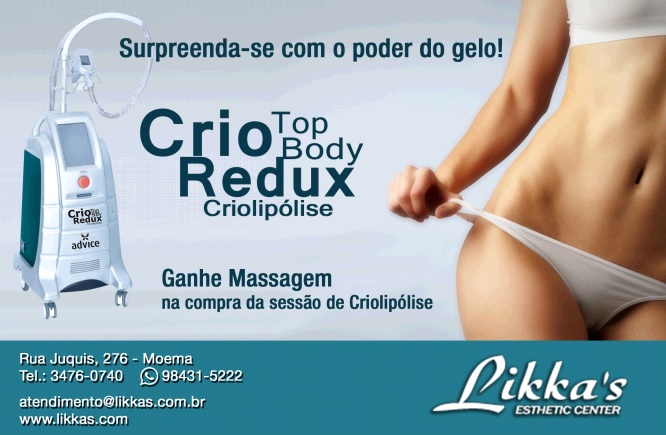 Surpreenda-se com o poder do gelo!
Crio Top Body
Redux
Criolipólise
Crio Top Body
Redux
advice
Ganhe Massagem
na compra da sessão de Criolipólise
Rua Juquis, 276 - Moema
Tel.: 3476-0740 98431-5222
atendimento@likkas.com.br
www.likkas.com
Likka's
ESTHETIC CENTER